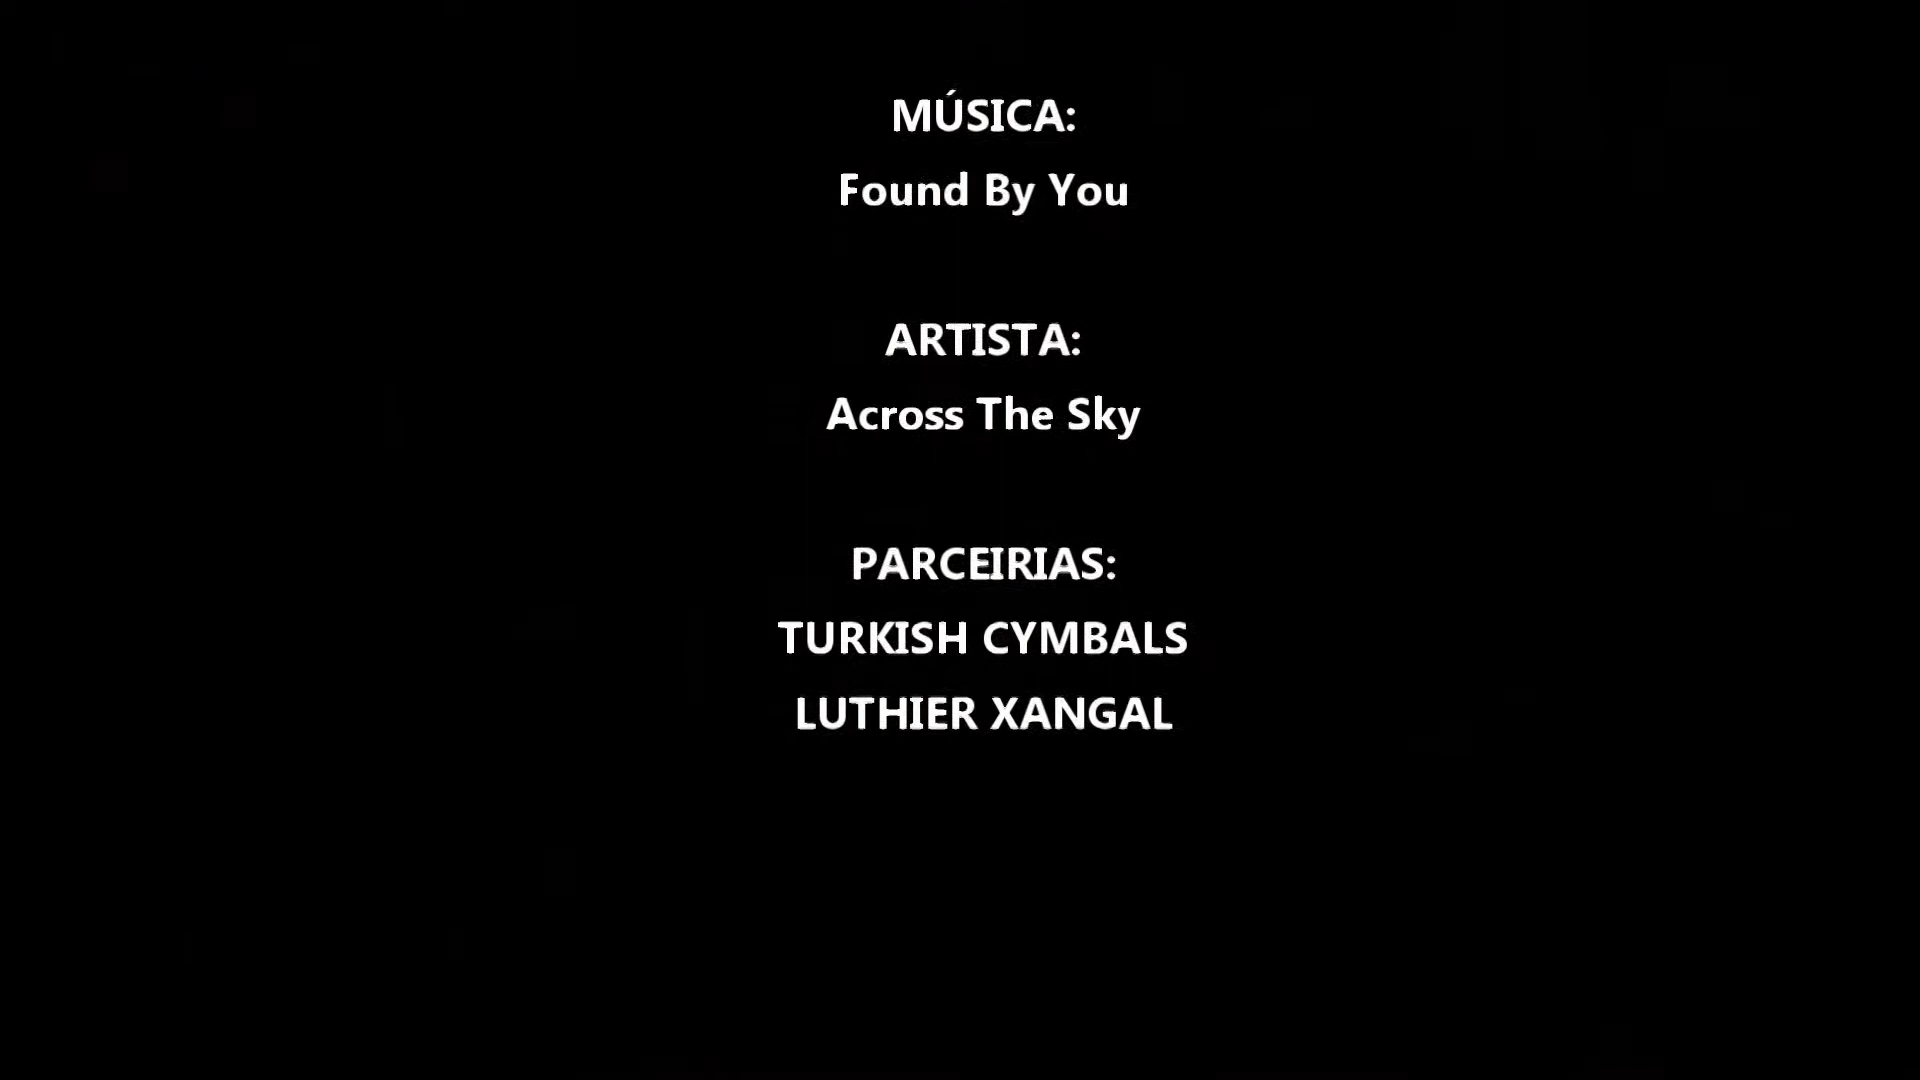 MÚSICA:
Found By You
ARTISTA:
Across The Sky
PARCEIRIAS:
TURKISH CYMBALS
LUTHIER XANGAL